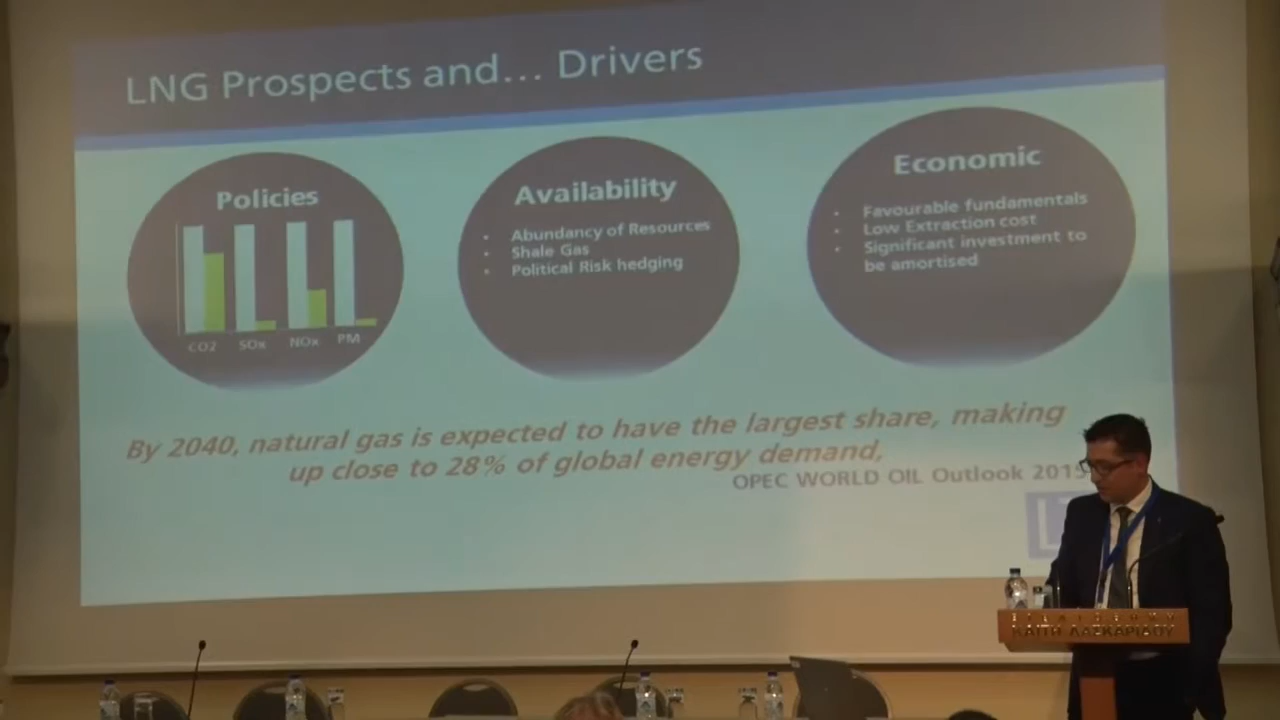 LNG Prospects and... Drivers
Policies
CO2 SOx NOx PM
Availability
• Abundancy of Resources
• Shale Gas
• Political Risk hedging
Economic
• Favourable fundamentals
• Low Extraction cost
• Significant investment to
be amortised
By 2040, natural gas is expected to have the largest share, making
up close to 28% of global energy demand,
OPEC WORLD OIL Outlook 2015
ΚΑΙΤΗ ΛΑΣΚΑΡΙΔΟΥ